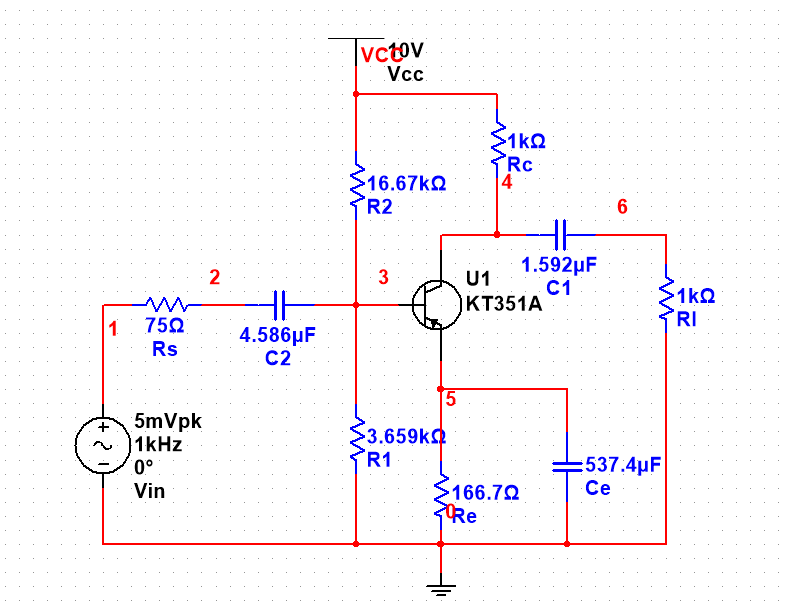 10V
VCC
Vcc
1kΩ
Rc
4
16.67kΩ
R2
6
1.592µF
C1
2
3
U1
KT351A
1kΩ
Rl
1
75Ω
Rs
4.586µF
C2
5
5mVpk
1kHz
0°
Vin
3.659kΩ
R1
537.4µF
Ce
166.7Ω
0
Re